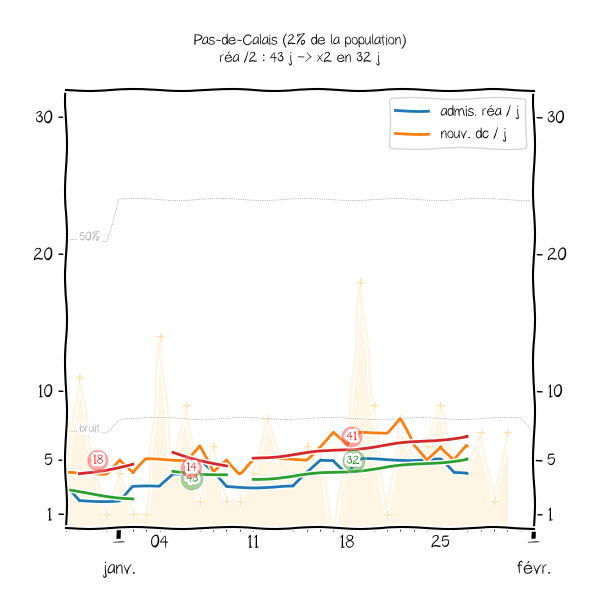 Pas-de-Calais (2% de la population)
réa /2 : 43 j -> x2 en 32 j
admis. réa / j
nouv. dc / j
30
30
50%
20
20
10
10
bruit
41
18
14
43
32
5
5
1
1
04
11
18
25
janv.
févr.